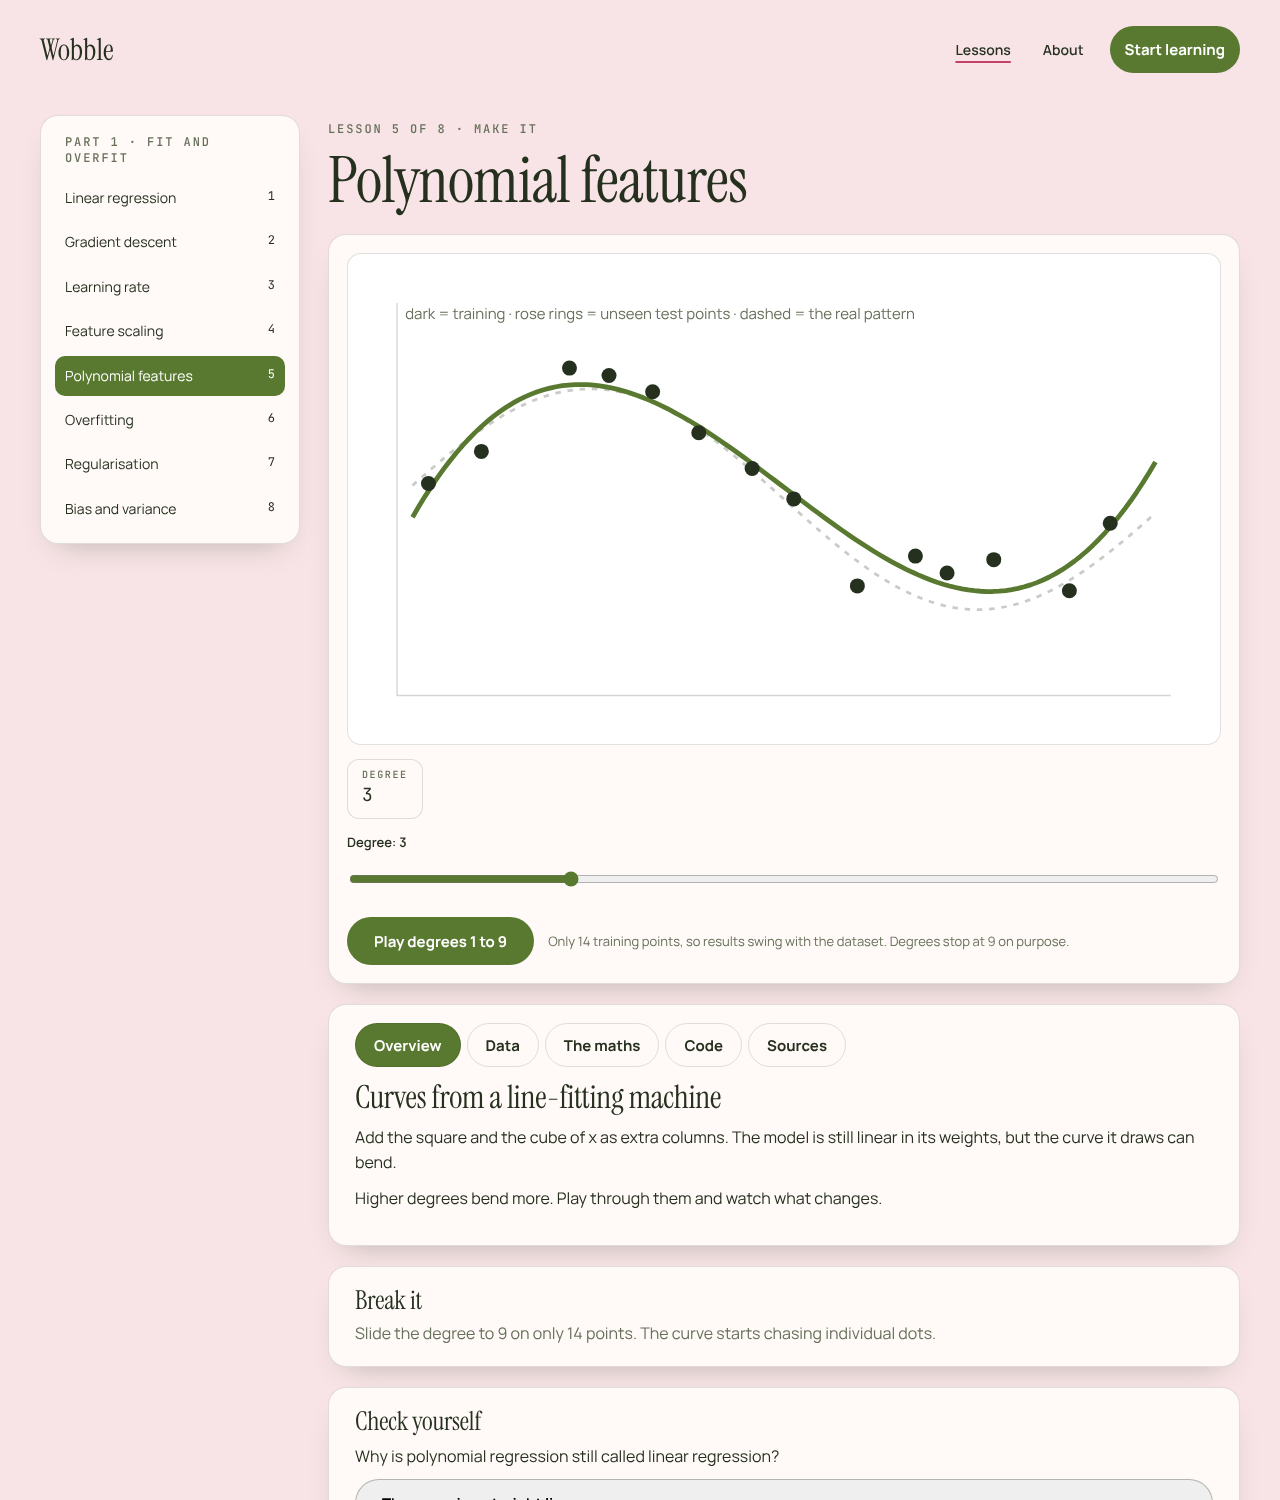 Wobble
Lessons
About
Start learning
PART 1 · FIT AND
OVERFIT
Linear regression 1
Gradient descent 2
Learning rate 3
Feature scaling 4
Polynomial features 5
Overfitting 6
Regularisation 7
Bias and variance 8
LESSON 5 OF 8 · MAKE IT
Polynomial features
dark = training · rose rings = unseen test points · dashed = the real pattern
DEGREE
3
Degree: 3
Play degrees 1 to 9
Only 14 training points, so results swing with the dataset. Degrees stop at 9 on purpose.
Overview
Data
The maths
Code
Sources
Curves from a line-fitting machine
Add the square and the cube of x as extra columns. The model is still linear in its weights, but the curve it draws can
bend.
Higher degrees bend more. Play through them and watch what changes.
Break it
Slide the degree to 9 on only 14 points. The curve starts chasing individual dots.
Check yourself
Why is polynomial regression still called linear regression?